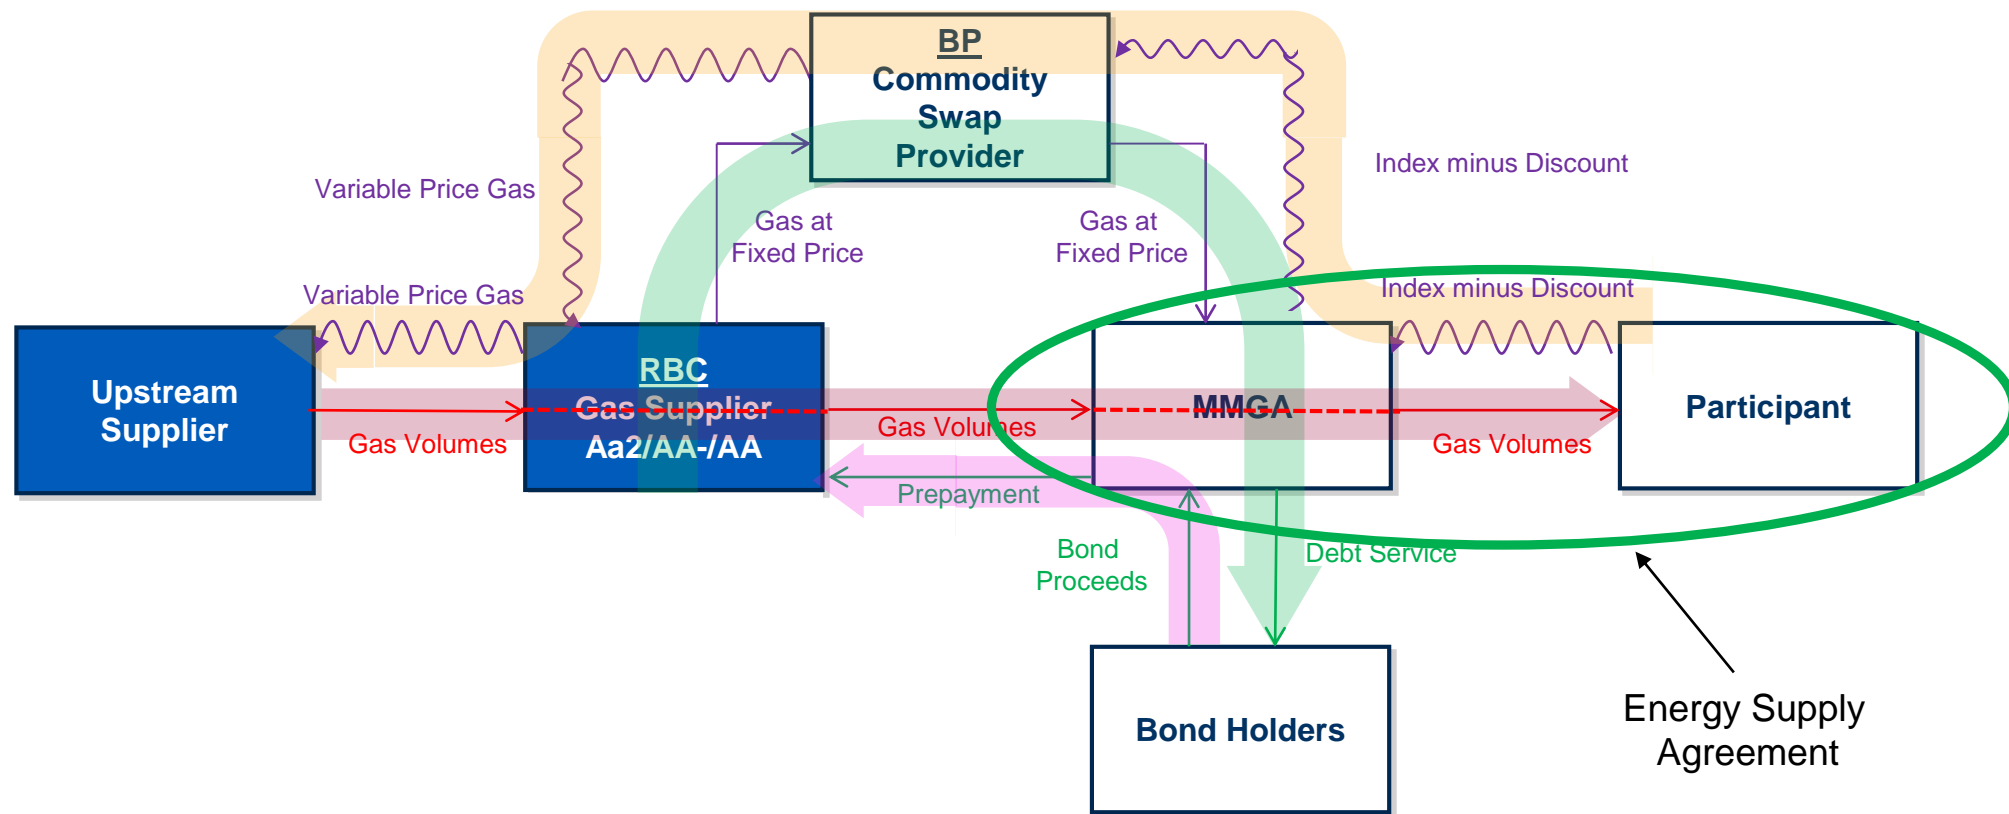 BP
Commodity
Swap
Provider
Variable Price Gas
Index minus Discount
Gas at
Fixed Price
Gas at
Fixed Price
Variable Price Gas
Index minus Discount
Upstream
Supplier
RBC
Gas Supplier
Aa2/AA-/AA
MMGA
Participant
Gas Volumes
Gas Volumes
Gas Volumes
Prepayment
Bond
Proceeds
Debt Service
Bond Holders
Energy Supply
Agreement